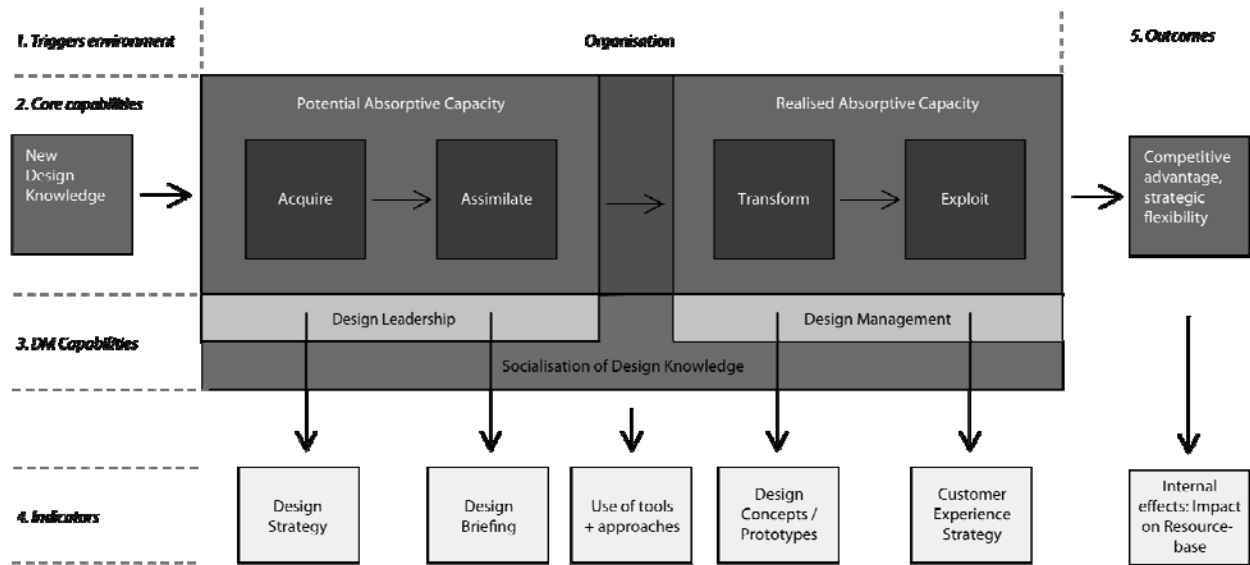 1. Triggers environment
Organisation
5. Outcomes
2. Core capabilities
Potential Absorptive Capacity
Realised Absorptive Capacity
New
Design
Knowledge
Acquire
Assimilate
Transform
Exploit
Competitive
advantage,
strategic
flexibility
Design Leadership
Design Management
3. DM Capabilities
Socialisation of Design Knowledge
4. Indicators
Design
Strategy
Design
Briefing
Use of tools
+ approaches
Design
Concepts /
Prototypes
Customer
Experience
Strategy
Internal
effects: Impact
on Resource-
base